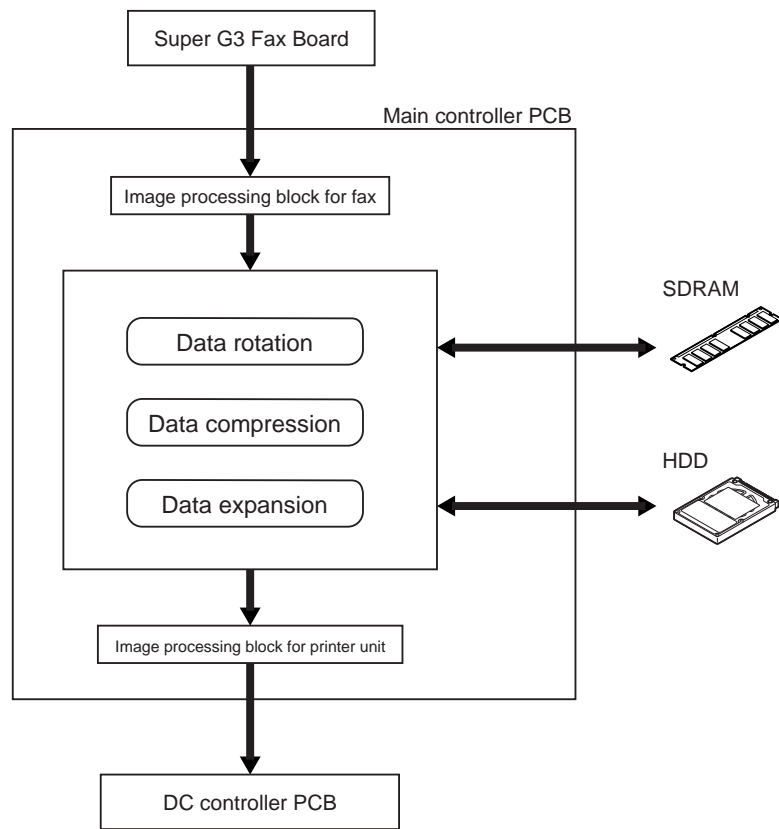 Super G3 Fax Board
Main controller PCB
Image processing block for fax
SDRAM
Data rotation
Data compression
HDD
Data expansion
Image processing block for printer unit
DC controller PCB